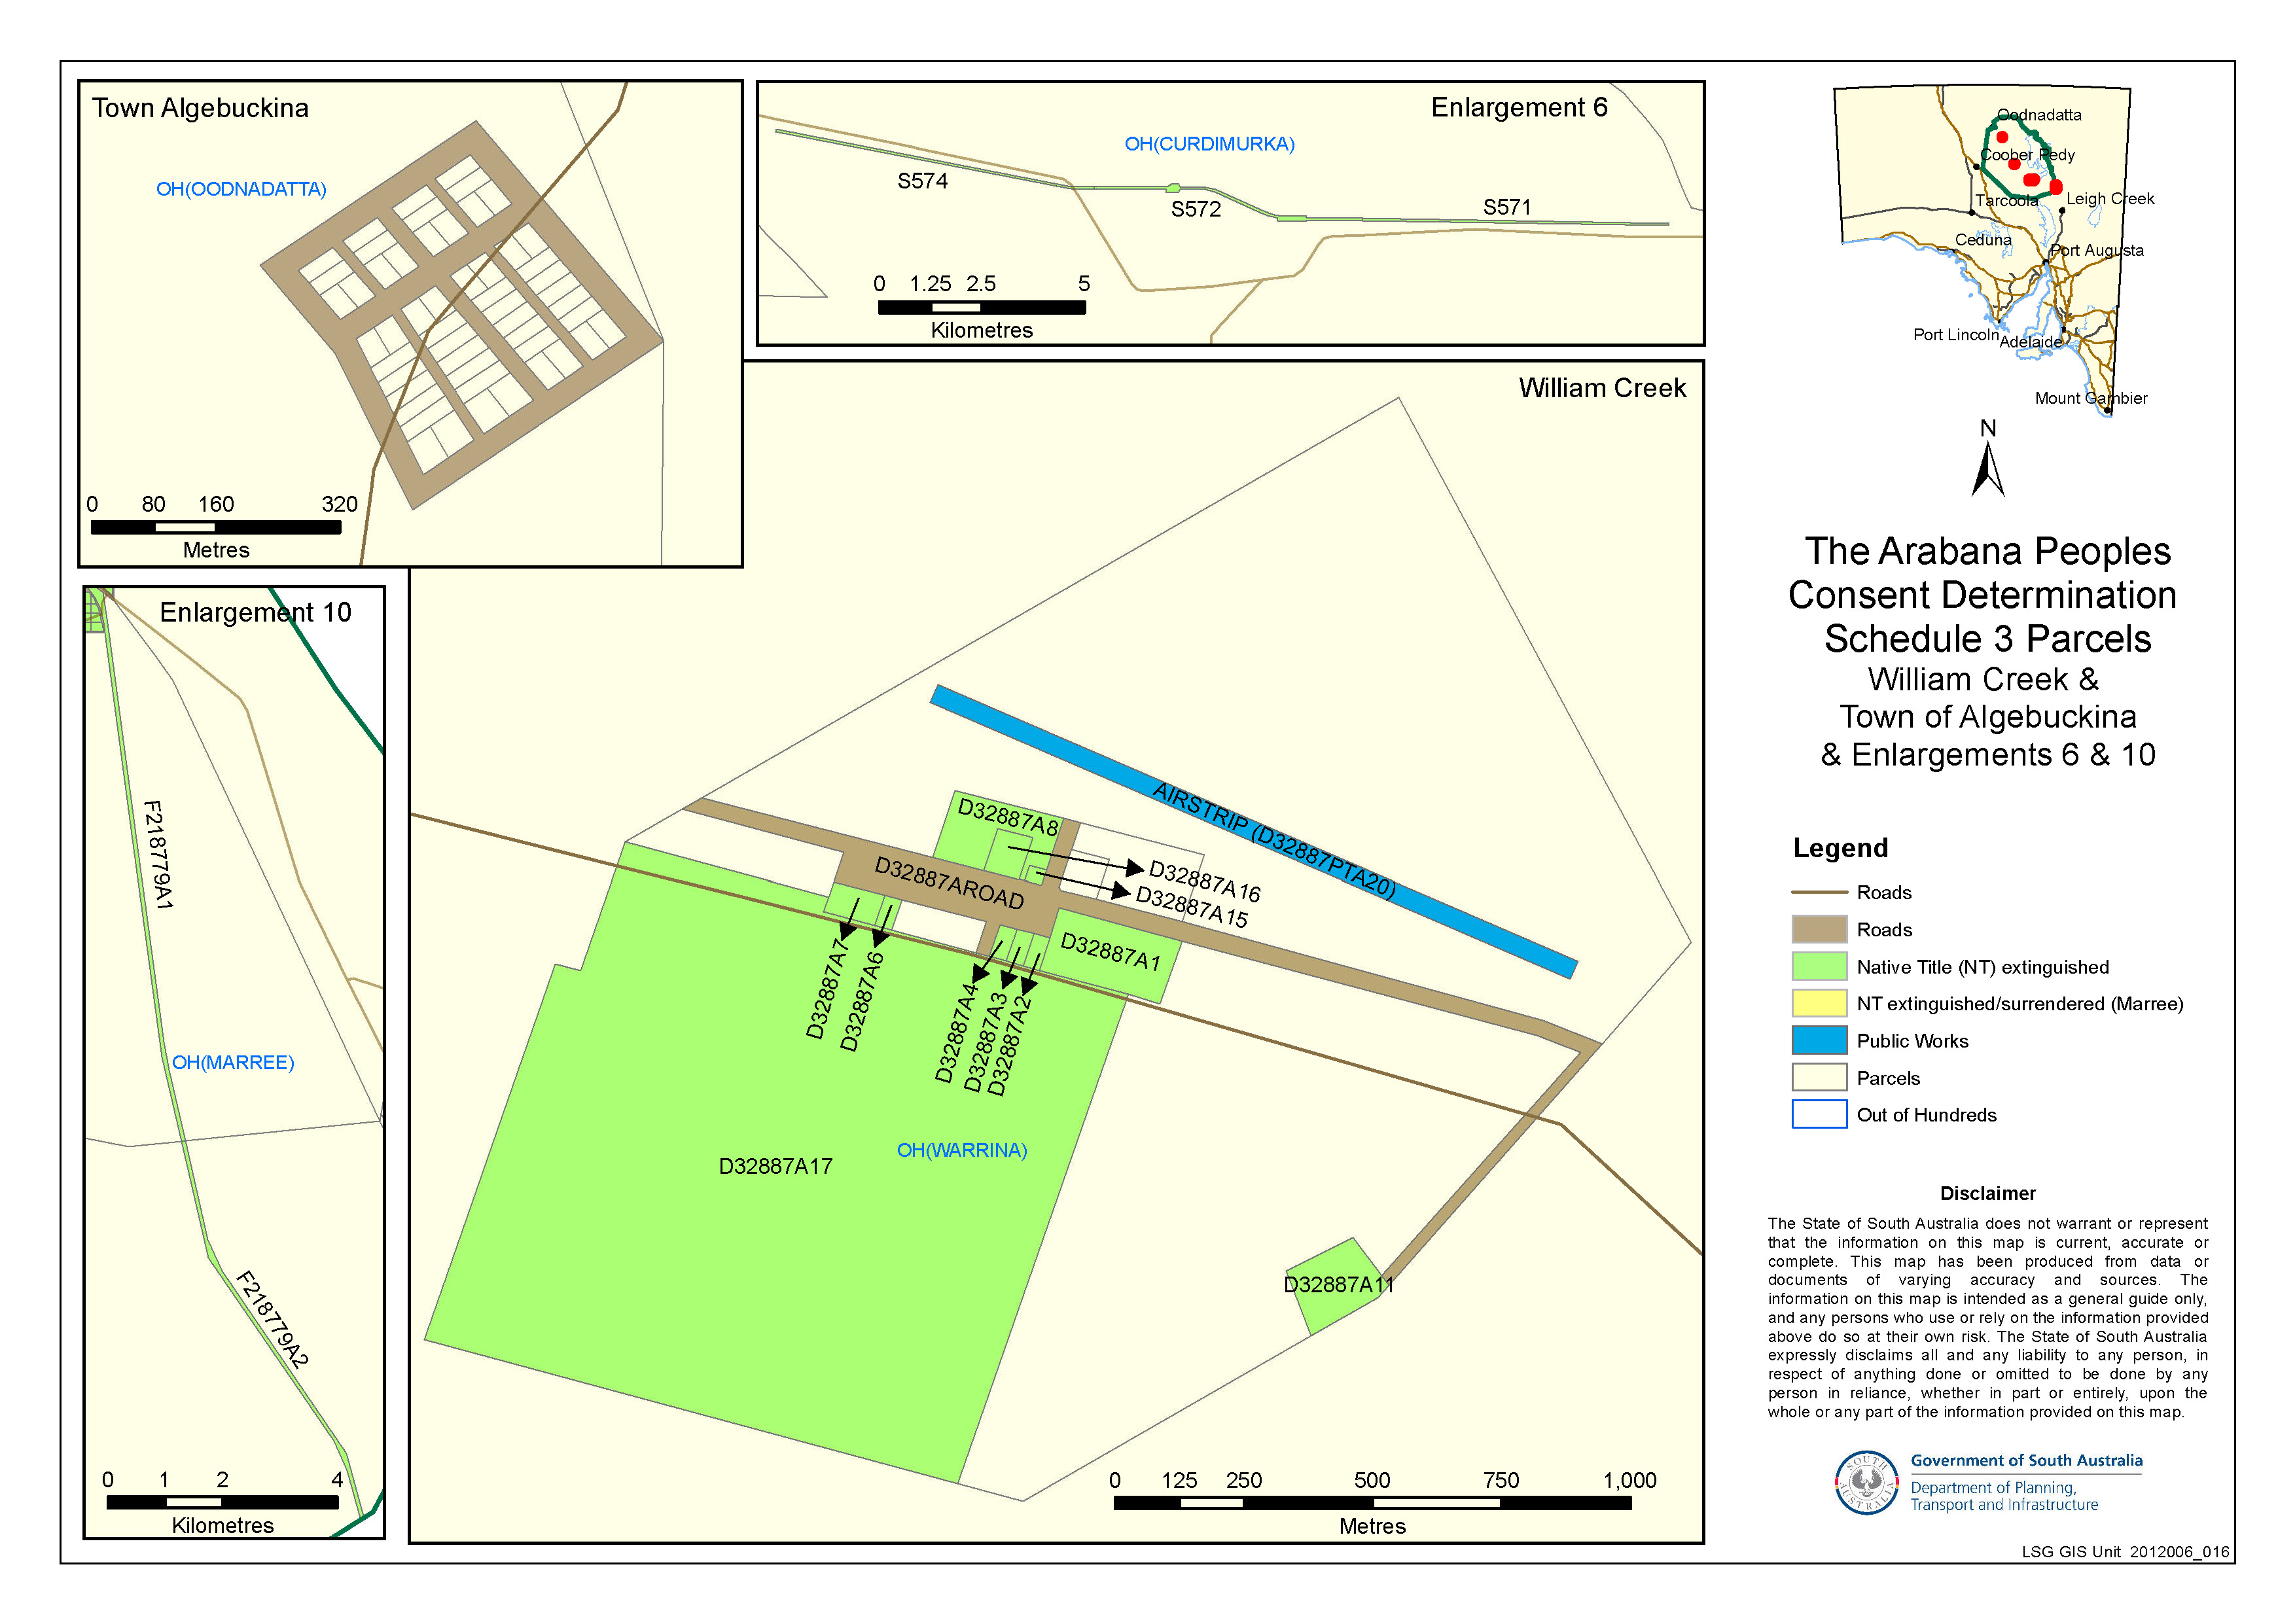 Town Algebuckina
OH(OODNADATTA)
0 80 160 320
Metres
Enlargement 6
OH(CURDIMURKA)
S574
S572
S571
0 1.25 2.5 5
Kilometres
Enlargement 10
F218779A1
OH(MARREE)
F218779A2
0 1 2 4
Kilometres
William Creek
AIRSTRIP (D32887PTA20)
D32887A8
D32887A16
D32887A15
D32887AROAD
D32887A1
D32887A7
D32887A6
D32887A4
D32887A3
D32887A2
OH(WARRINA)
D32887A17
D32887A11
0 125 250 500 750 1,000
Metres
Oodnadatta
Coober Pedy
Tarcoola
Leigh Creek
Ceduna
Port Augusta
Port Lincoln
Adelaide
Mount Gambier
N
The Arabana Peoples
Consent Determination
Schedule 3 Parcels
William Creek &
Town of Algebuckina
& Enlargements 6 & 10
Legend
Roads
Roads
Native Title (NT) extinguished
NT extinguished/surrendered (Marree)
Public Works
Parcels
Out of Hundreds
Disclaimer
The State of South Australia does not warrant or represent
that the information on this map is current, accurate or
complete. This map has been produced from data or
documents of varying accuracy and sources. The
information on this map is intended as a general guide only,
and any persons who use or rely on the information provided
above do so at their own risk. The State of South Australia
expressly disclaims all and any liability to any person, in
respect of anything done or omitted to be done by any
person in reliance, whether in part or entirely, upon the
whole or any part of the information provided on this map.
SOUTH AUSTRALIA
Government of South Australia
Department of Planning,
Transport and Infrastructure
LSG GIS Unit 2012006_016